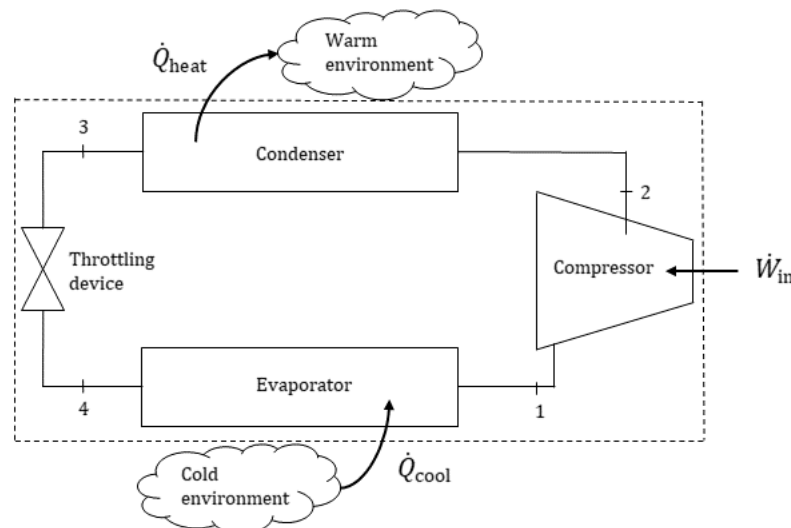 Warm
environment
Q̇heat
3
Condenser
2
Throttling
device
Compressor
Ẇin
Evaporator
4
1
Cold
environment
Q̇cool